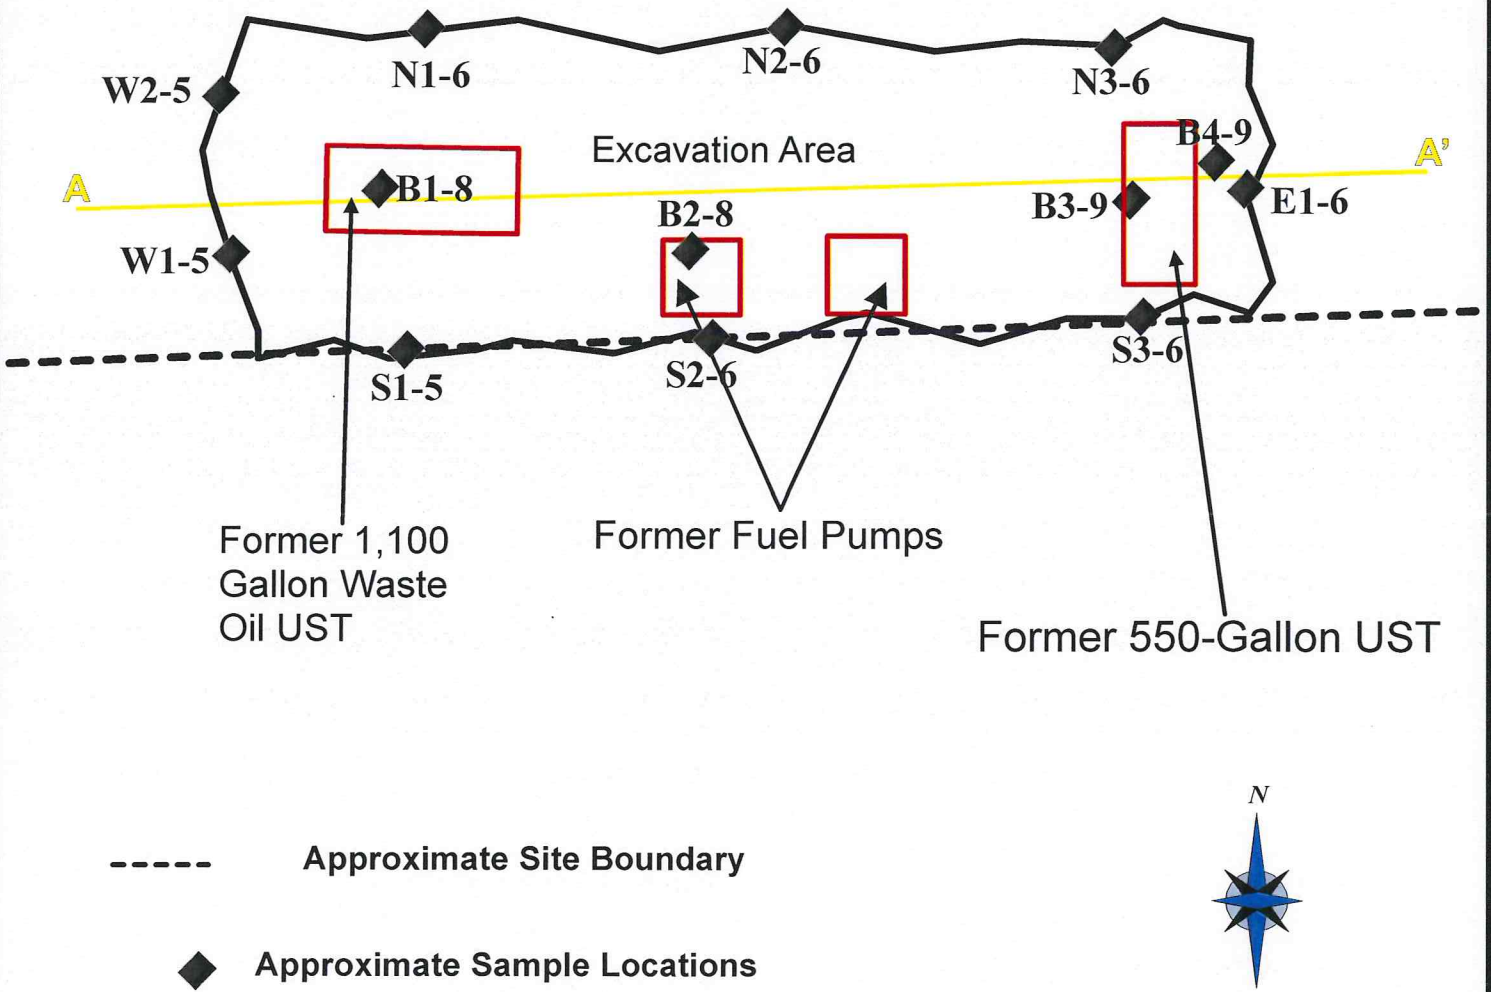 N1-6
N2-6
N3-6
W2-5
B4-9
Excavation Area
A
A'
B1-8
B2-8
B3-9
E1-6
W1-5
S1-5
S2-6
S3-6
Former 1,100
Gallon Waste
Oil UST
Former Fuel Pumps
Former 550-Gallon UST
N
Approximate Site Boundary
Approximate Sample Locations